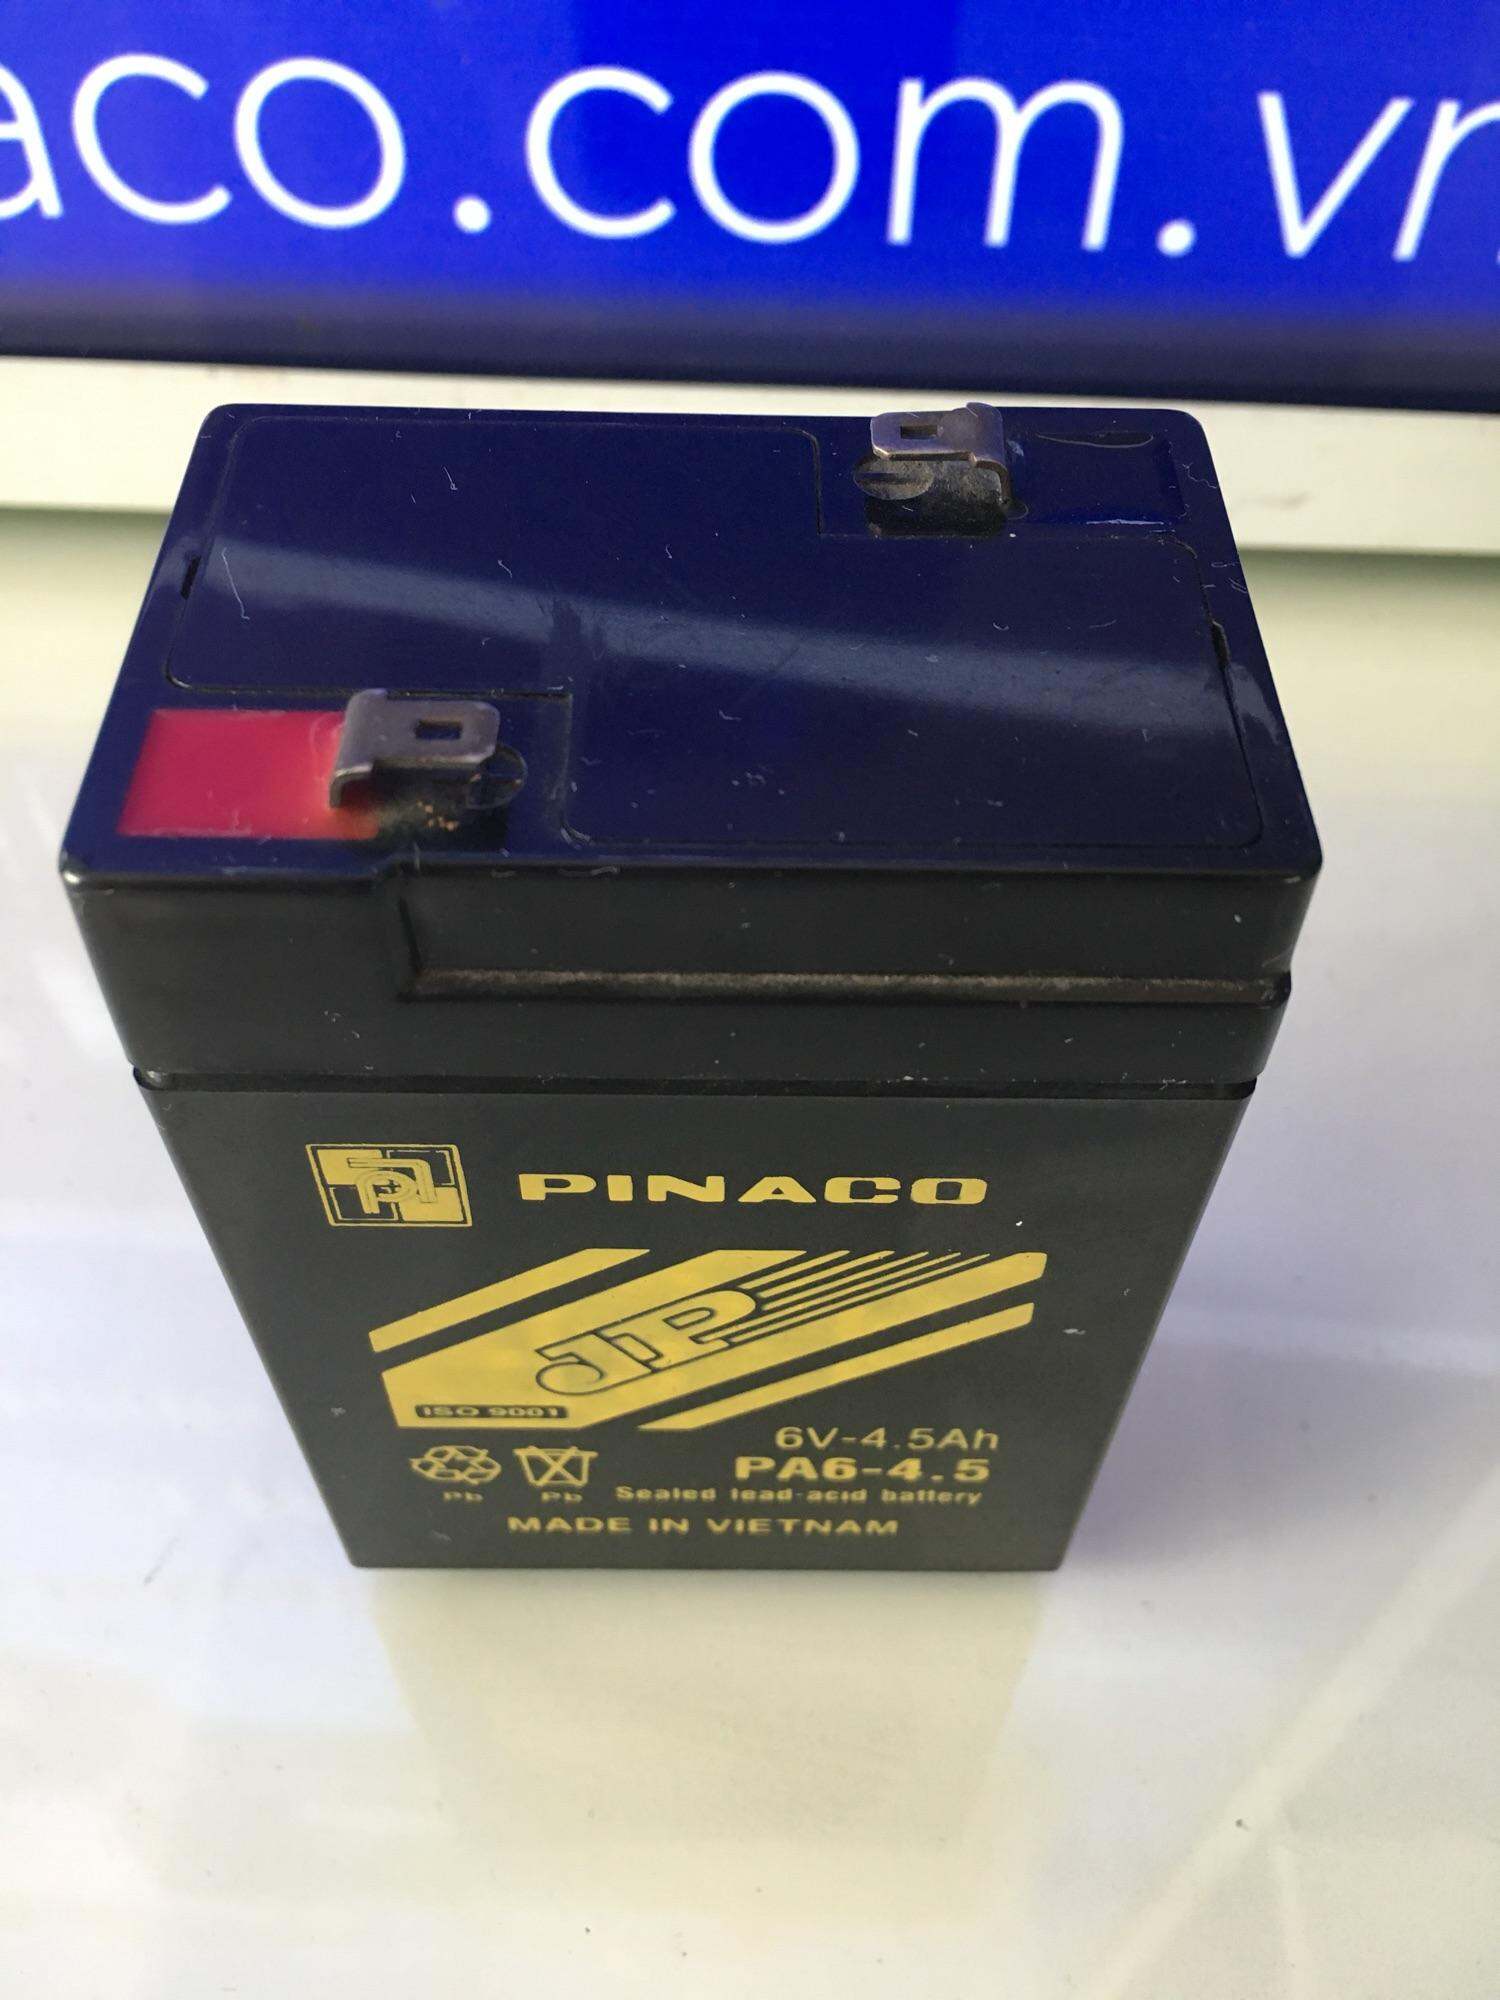 aco.com.vn
PINACO
JP
ISO 9001
6V-4.5Ah
PA6-4.5
Pb Pb Sealed lead-acid battery
MADE IN VIETNAM